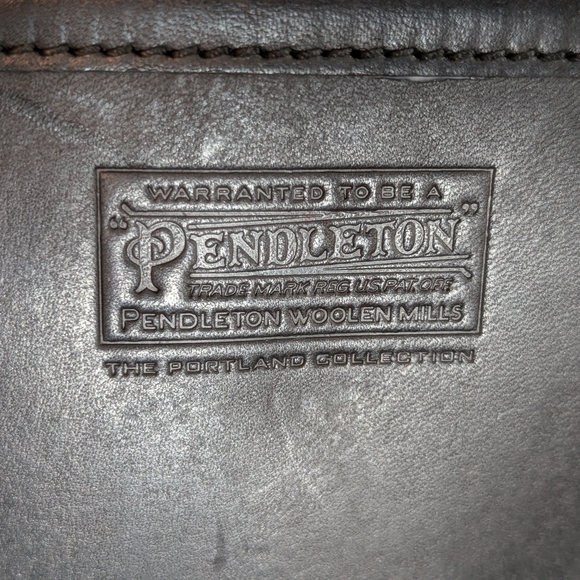 WARRANTED TO BE A
"PENDLETON"
TRADE MARK REG. U.S. PAT. OFF.
PENDLETON WOOLEN MILLS
THE PORTLAND COLLECTION